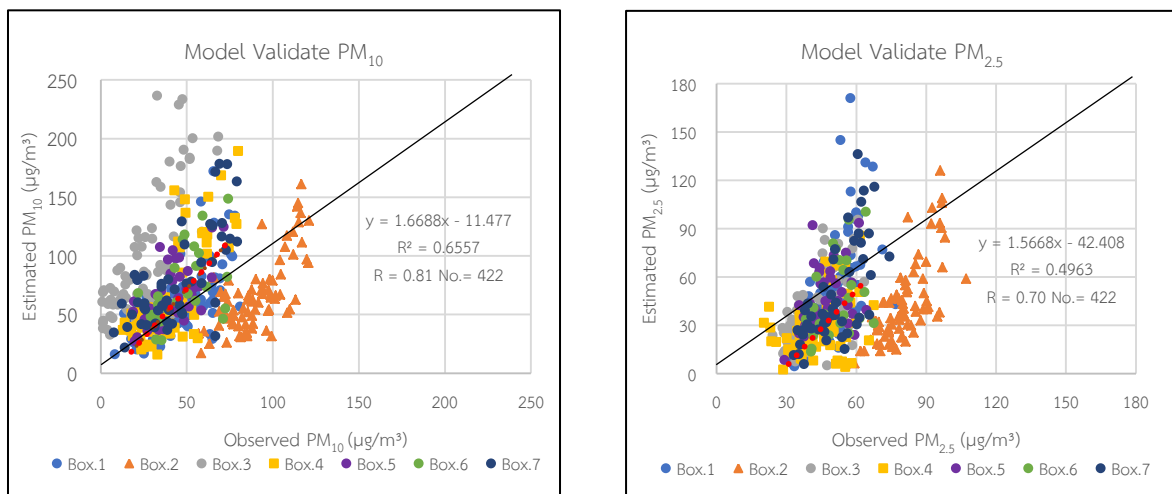 Model Validate PM10
Estimated PM10 (µg/m³)
250
200
150
100
50
0
y = 1.6688x - 11.477
R² = 0.6557
R = 0.81 No.= 422
0 50 100 150 200 250
Observed PM10 (µg/m³)
Box.1 Box.2 Box.3 Box.4 Box.5 Box.6 Box.7
Model Validate PM2.5
Estimated PM2.5 (µg/m³)
180
150
120
90
60
30
0
y = 1.5668x - 42.408
R² = 0.4963
R = 0.70 No.= 422
0 30 60 90 120 150 180
Observed PM2.5 (µg/m³)
Box.1 Box.2 Box.3 Box.4 Box.5 Box.6 Box.7